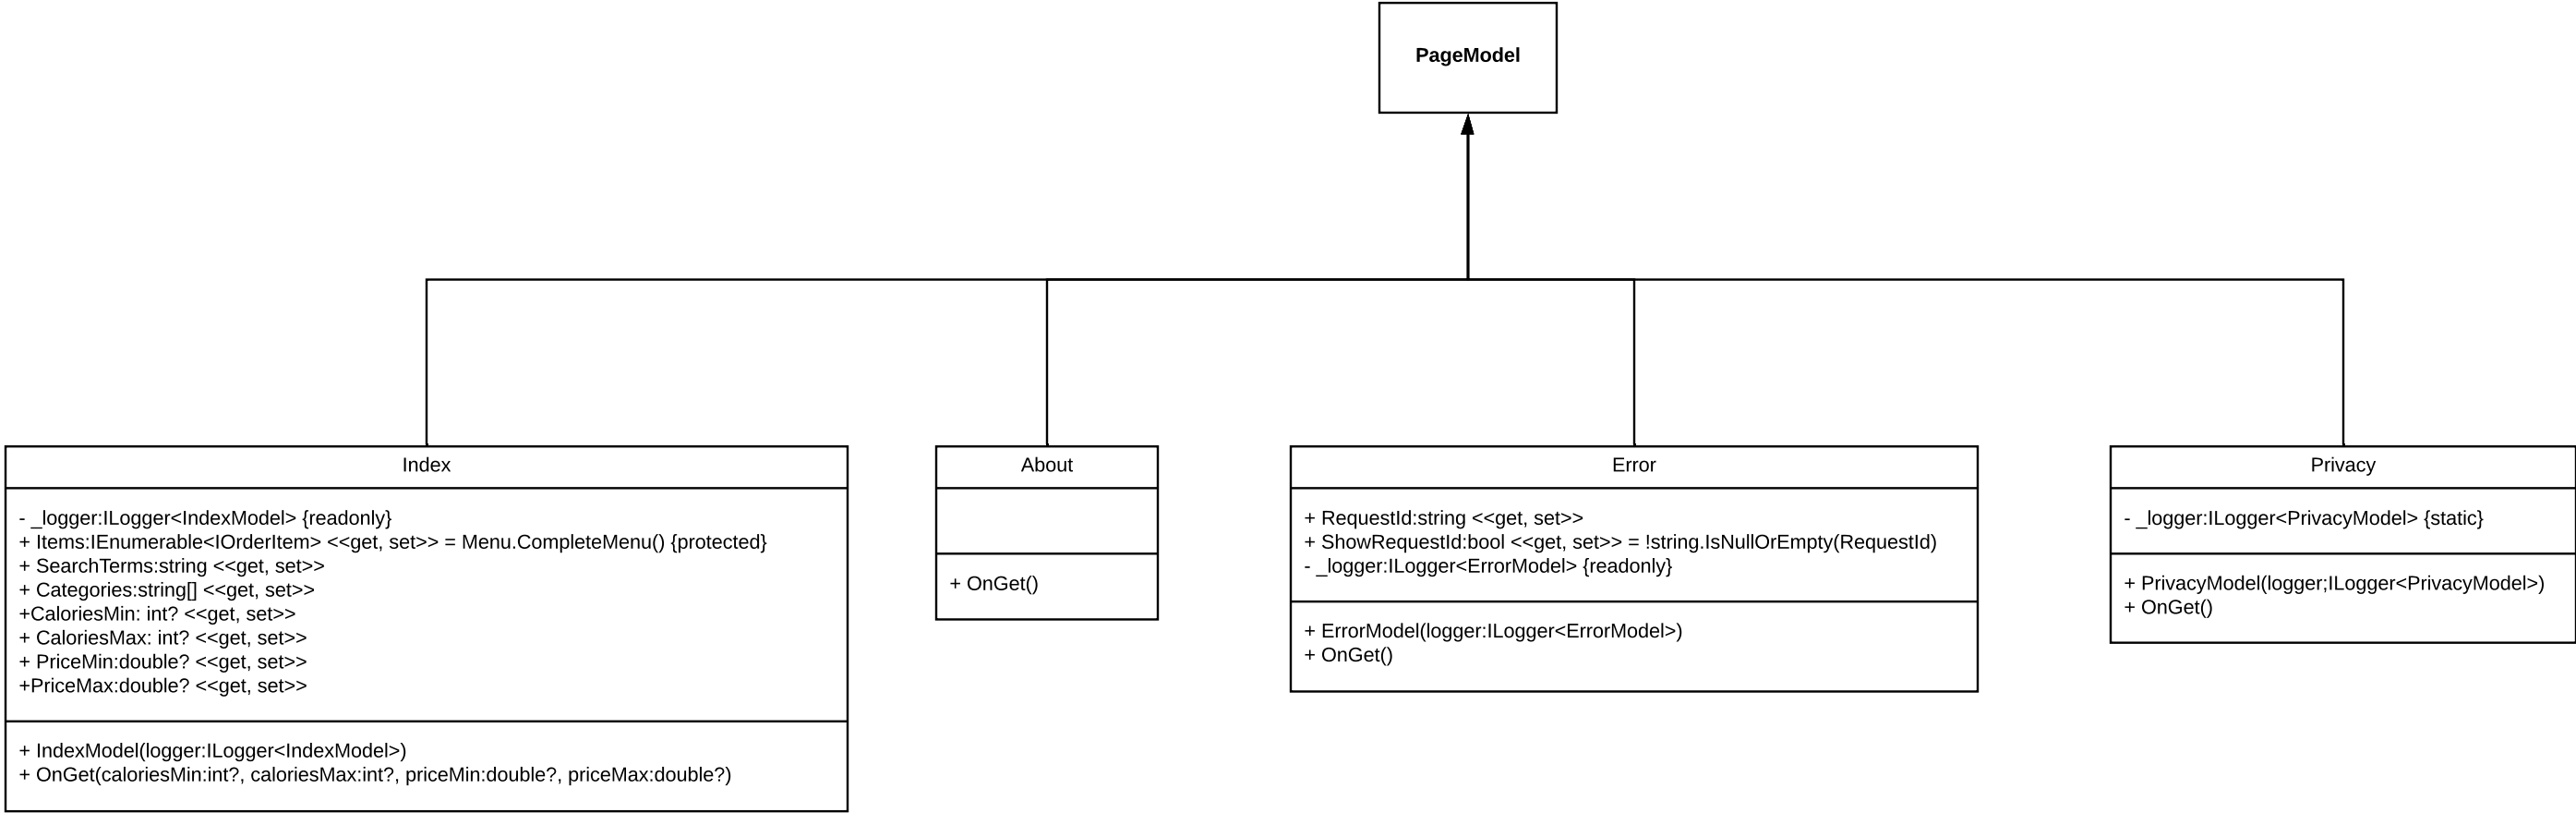 PageModel
Index
- _logger:ILogger<IndexModel> {readonly}
+ Items:IEnumerable<IOrderItem> <<get, set>> = Menu.CompleteMenu() {protected}
+ SearchTerms:string <<get, set>>
+ Categories:string[] <<get, set>>
+CaloriesMin: int? <<get, set>>
+ CaloriesMax: int? <<get, set>>
+ PriceMin:double? <<get, set>>
+PriceMax:double? <<get, set>>
+ IndexModel(logger:ILogger<IndexModel>)
+ OnGet(caloriesMin:int?, caloriesMax:int?, priceMin:double?, priceMax:double?)
About
+ OnGet()
Error
+ RequestId:string <<get, set>>
+ ShowRequestId:bool <<get, set>> = !string.IsNullOrEmpty(RequestId)
- _logger:ILogger<ErrorModel> {readonly}
+ ErrorModel(logger:ILogger<ErrorModel>)
+ OnGet()
Privacy
- _logger:ILogger<PrivacyModel> {static}
+ PrivacyModel(logger;ILogger<PrivacyModel>)
+ OnGet()